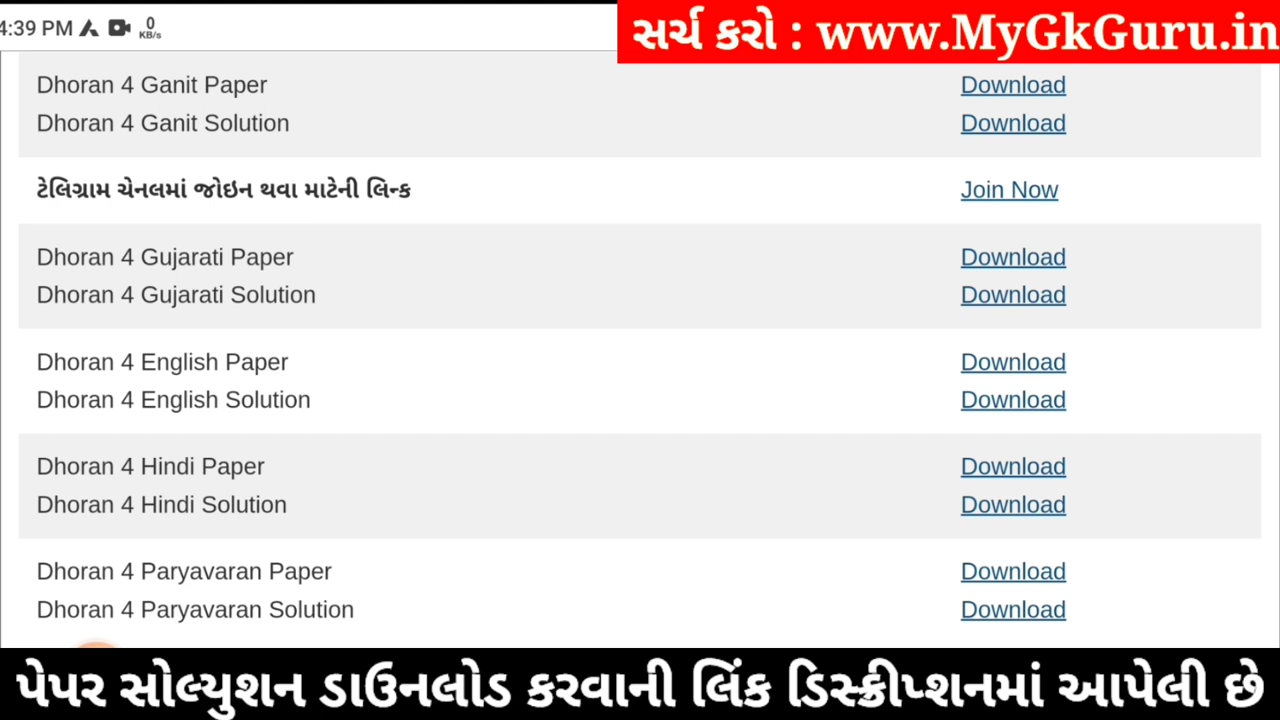 4:39 PM 0 KB/s
સર્ચ કરો : www.MyGkGuru.in
Dhoran 4 Ganit Paper Download
Dhoran 4 Ganit Solution Download
ટેલિગ્રામ ચેનલમાં જોઇન થવા માટેની લિન્ક Join Now
Dhoran 4 Gujarati Paper Download
Dhoran 4 Gujarati Solution Download
Dhoran 4 English Paper Download
Dhoran 4 English Solution Download
Dhoran 4 Hindi Paper Download
Dhoran 4 Hindi Solution Download
Dhoran 4 Paryavaran Paper Download
Dhoran 4 Paryavaran Solution Download
પેપર સોલ્યુશન ડાઉનલોડ કરવાની લિંક ડિસ્ક્રીપ્શનમાં આપેલી છે